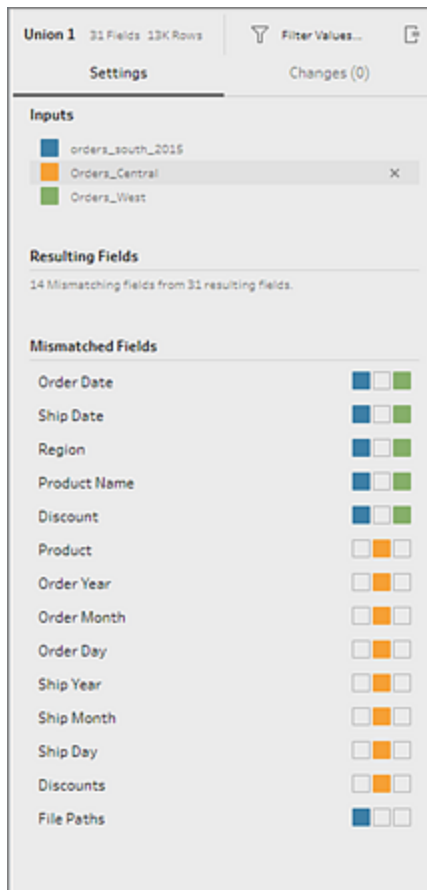 Union 1 31 Fields 13K Rows Filter Values...
Settings Changes (0)
Inputs
orders_south_2015
Orders_Central
Orders_West
Resulting Fields
14 Mismatching fields from 31 resulting fields.
Mismatched Fields
Order Date
Ship Date
Region
Product Name
Discount
Product
Order Year
Order Month
Order Day
Ship Year
Ship Month
Ship Day
Discounts
File Paths